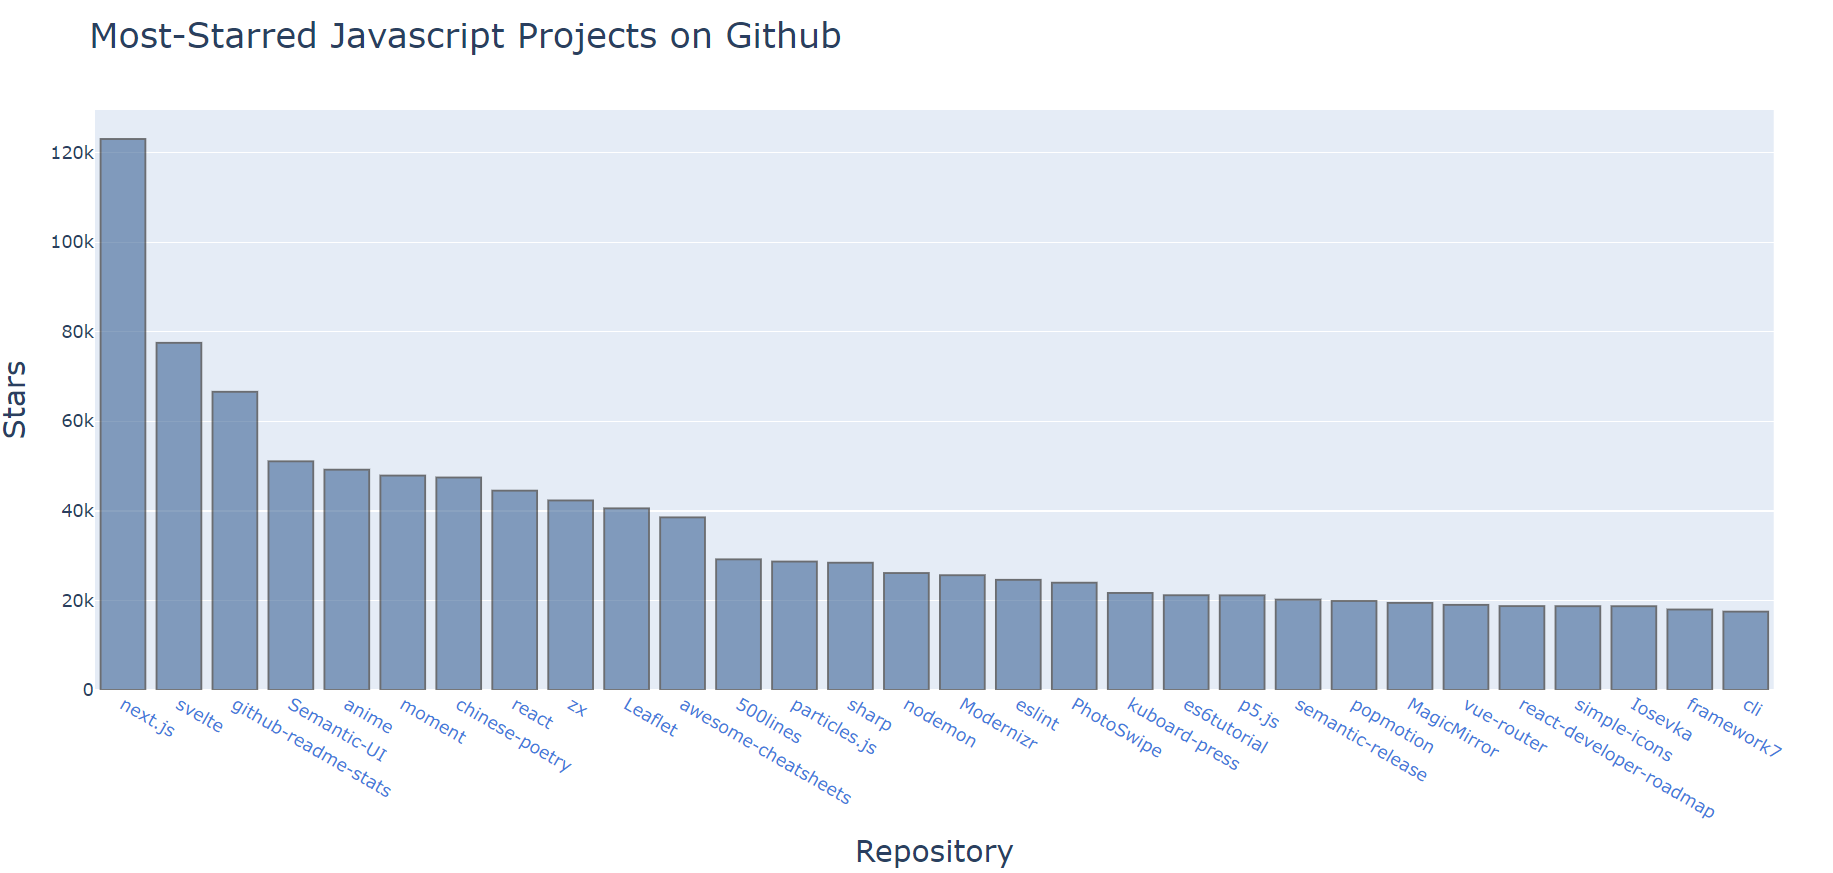 Most-Starred Javascript Projects on Github
Stars
120k
100k
80k
60k
40k
20k
0
next.js
svelte
github-readme-stats
Semantic-UI
anime
moment
chinese-poetry
react
zx
Leaflet
awesome-cheatsheets
500lines
particles.js
sharp
nodemon
Modernizr
eslint
PhotoSwipe
kuboard-press
es6tutorial
p5.js
semantic-release
popmotion
MagicMirror
vue-router
react-developer-roadmap
simple-icons
Iosevka
framework7
cli
Repository